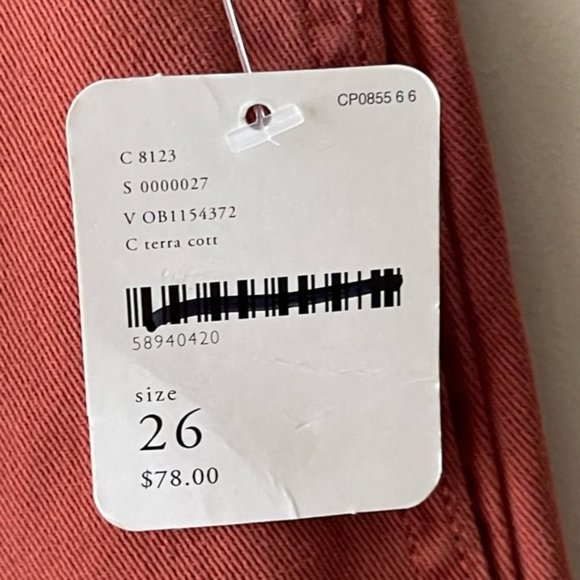 CP0855 6 6
C 8123
S 0000027
V OB1154372
C terra cott
58940420
size
26
$78.00